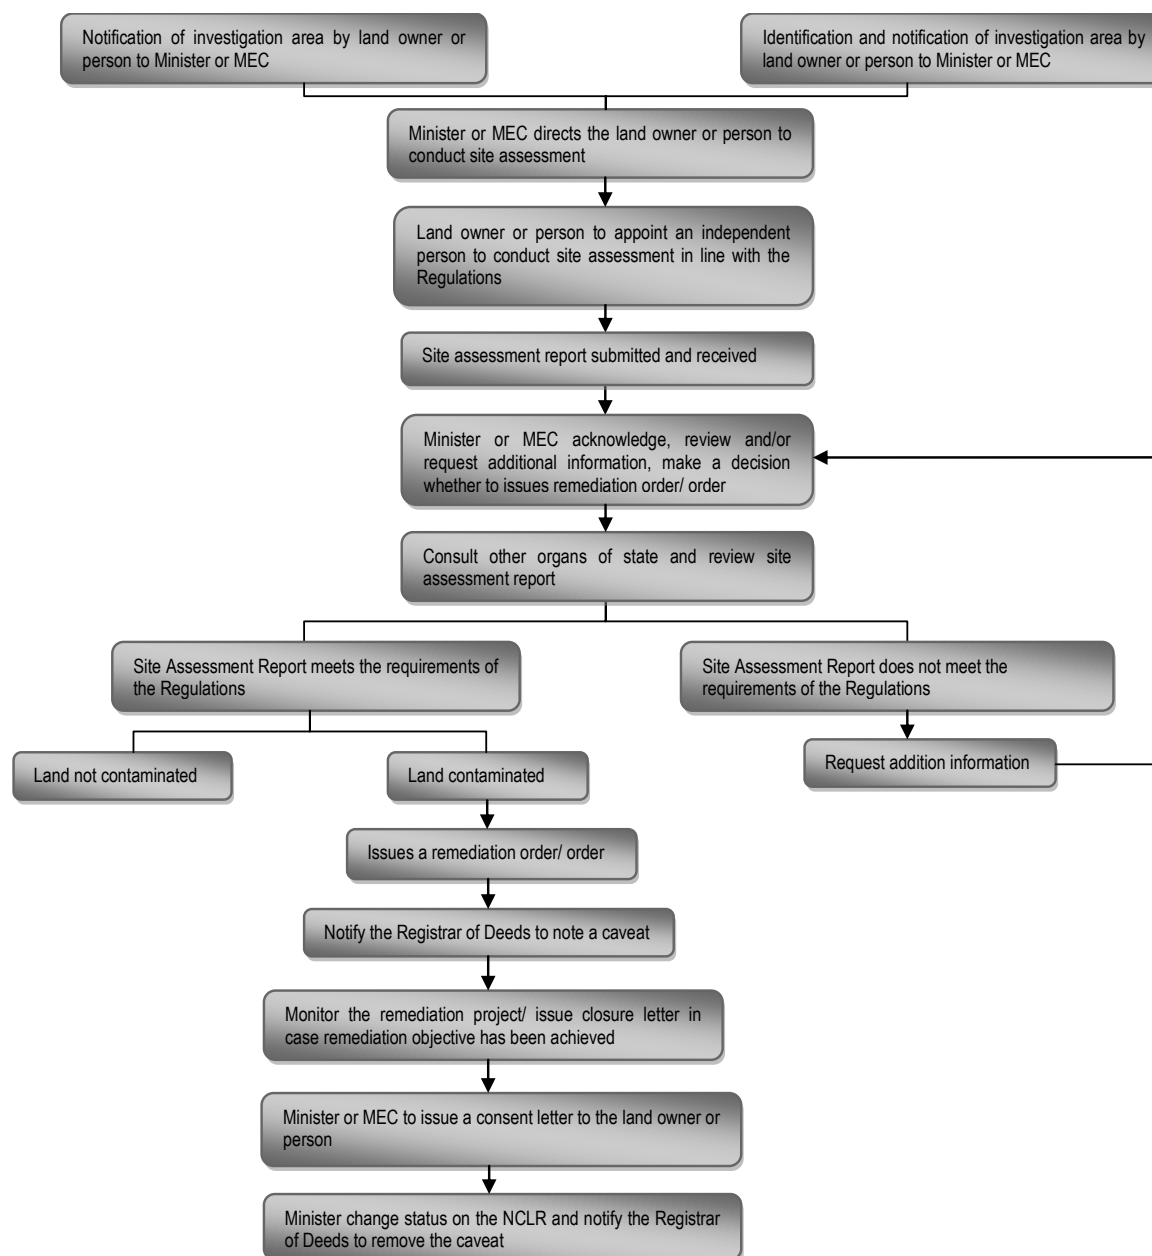 Notification of investigation area by land owner or
person to Minister or MEC
Identification and notification of investigation area by
land owner or person to Minister or MEC
Minister or MEC directs the land owner or person to
conduct site assessment
Land owner or person to appoint an independent
person to conduct site assessment in line with the
Regulations
Site assessment report submitted and received
Minister or MEC acknowledge, review and/or
request additional information, make a decision
whether to issues remediation order/ order
Consult other organs of state and review site
assessment report
Site Assessment Report meets the requirements of
the Regulations
Site Assessment Report does not meet the
requirements of the Regulations
Land not contaminated
Land contaminated
Request addition information
Issues a remediation order/ order
Notify the Registrar of Deeds to note a caveat
Monitor the remediation project/ issue closure letter in
case remediation objective has been achieved
Minister or MEC to issue a consent letter to the land owner or
person
Minister change status on the NCLR and notify the Registrar
of Deeds to remove the caveat